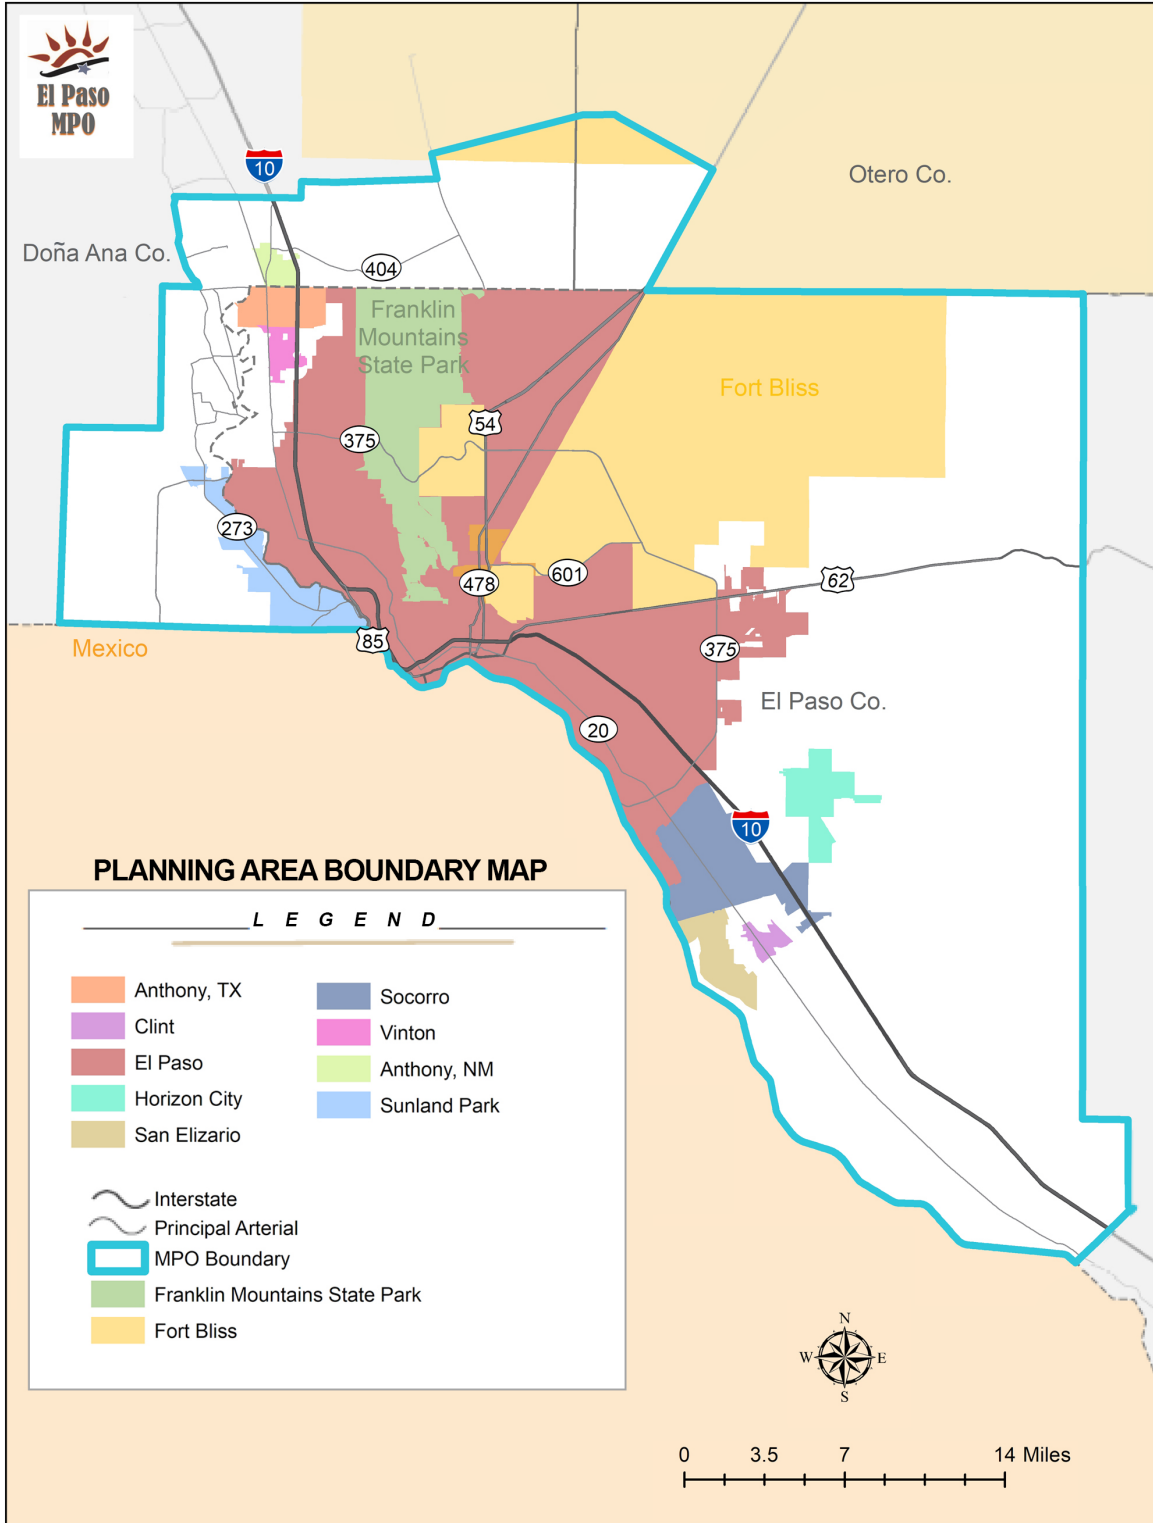 El Paso
MPO
10
Otero Co.
Doña Ana Co.
404
Franklin
Mountains
State Park
Fort Bliss
54
375
273
601
478
62
85
Mexico
375
El Paso Co.
20
10
PLANNING AREA BOUNDARY MAP
LEGEND
Anthony, TX
Clint
El Paso
Horizon City
San Elizario
Socorro
Vinton
Anthony, NM
Sunland Park
Interstate
Principal Arterial
MPO Boundary
Franklin Mountains State Park
Fort Bliss
N
W E
S
0 3.5 7 14 Miles